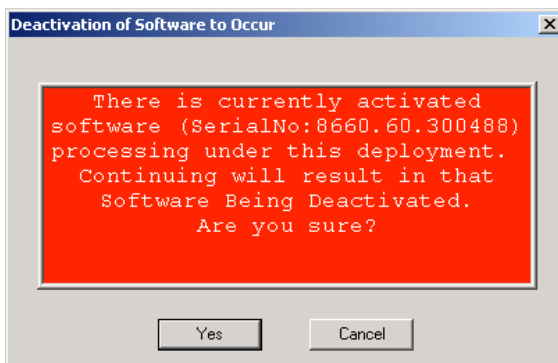 Deactivation of Software to Occur
There is currently activated
software (SerialNo:8660.60.300488)
processing under this deployment.
Continuing will result in that
Software Being Deactivated.
Are you sure?
Yes Cancel